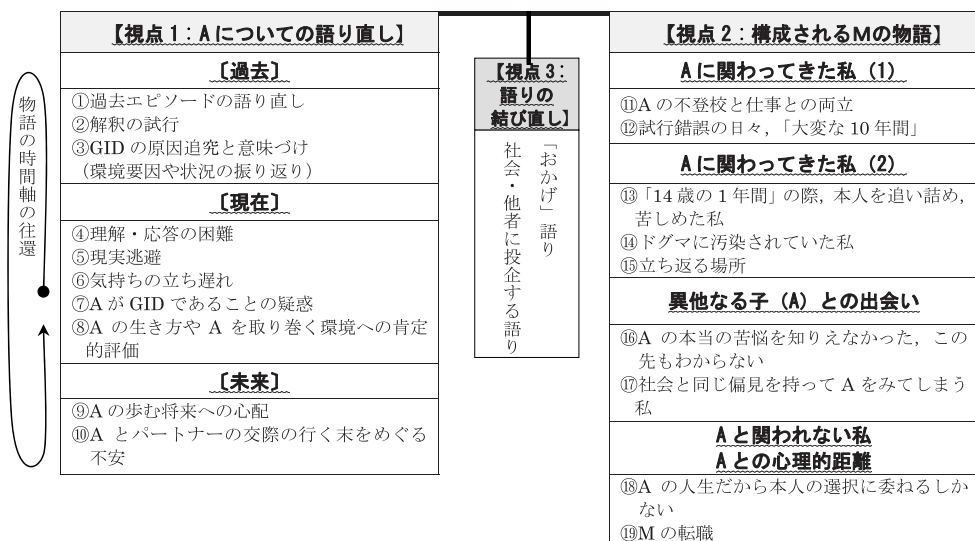 物語の時間軸の往還
【視点1：Aについての語り直し】
〔過去〕
①過去エピソードの語り直し
②解釈の試行
③GIDの原因追究と意味づけ
（環境要因や状況の振り返り）
〔現在〕
④理解・応答の困難
⑤現実逃避
⑥気持ちの立ち遅れ
⑦AがGIDであることの疑惑
⑧Aの生き方やAを取り巻く環境への肯定
的評価
〔未来〕
⑨Aの歩む将来への心配
⑩Aとパートナーの交際の行く末をめぐる
不安
【視点3：
語りの
結び直し】
「おかげ」語り
社会・他者に投企する語り
【視点2：構成されるMの物語】
Aに関わってきた私（1）
⑪Aの不登校と仕事との両立
⑫試行錯誤の日々，「大変な10年間」
Aに関わってきた私（2）
⑬「14歳の1年間」の際，本人を追い詰め，
苦しめた私
⑭ドグマに汚染されていた私
⑮立ち返る場所
異他なる子（A）との出会い
⑯Aの本当の苦悩を知りえなかった，この
先もわからない
⑰社会と同じ偏見を持ってAをみてしまう
私
Aと関われない私
Aとの心理的距離
⑱Aの人生だから本人の選択に委ねるしか
ない
⑲Mの転職